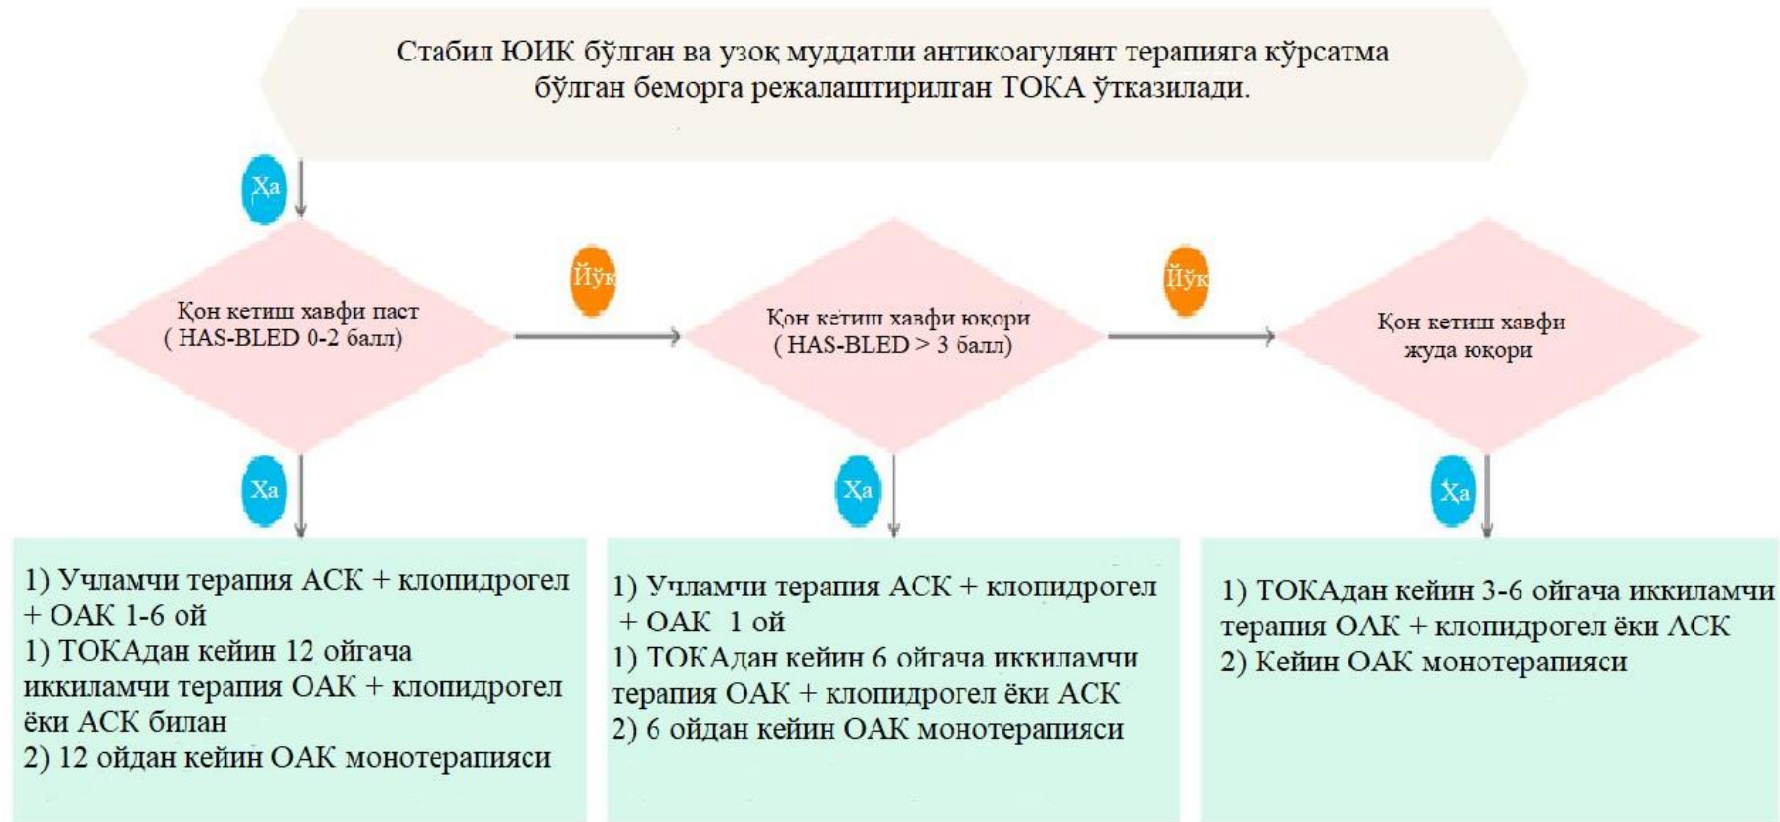 Стабил ЮИК бўлган ва узоқ муддатли антикоагулянт терапияга кўрсатма
бўлган беморга режалаштирилган ТОКА ўтказилади.
Ҳа
Қон кетиш хавфи паст
( HAS-BLED 0-2 балл)
Йўқ
Қон кетиш хавфи юқори
( HAS-BLED > 3 балл)
Йўқ
Қон кетиш хавфи
жуда юқори
Ҳа
Ҳа
Ҳа
1) Учламчи терапия АСК + клопидрогел
+ ОАК 1-6 ой
1) ТОКАдан кейин 12 ойгача
иккиламчи терапия ОАК + клопидрогел
ёки АСК билан
2) 12 ойдан кейин ОАК монотерапияси
1) Учламчи терапия АСК + клопидрогел
+ ОАК 1 ой
1) ТОКАдан кейин 6 ойгача иккиламчи
терапия ОАК + клопидрогел ёки АСК
2) 6 ойдан кейин ОАК монотерапияси
1) ТОКАдан кейин 3-6 ойгача иккиламчи
терапия ОАК + клопидрогел ёки АСК
2) Кейин ОАК монотерапияси